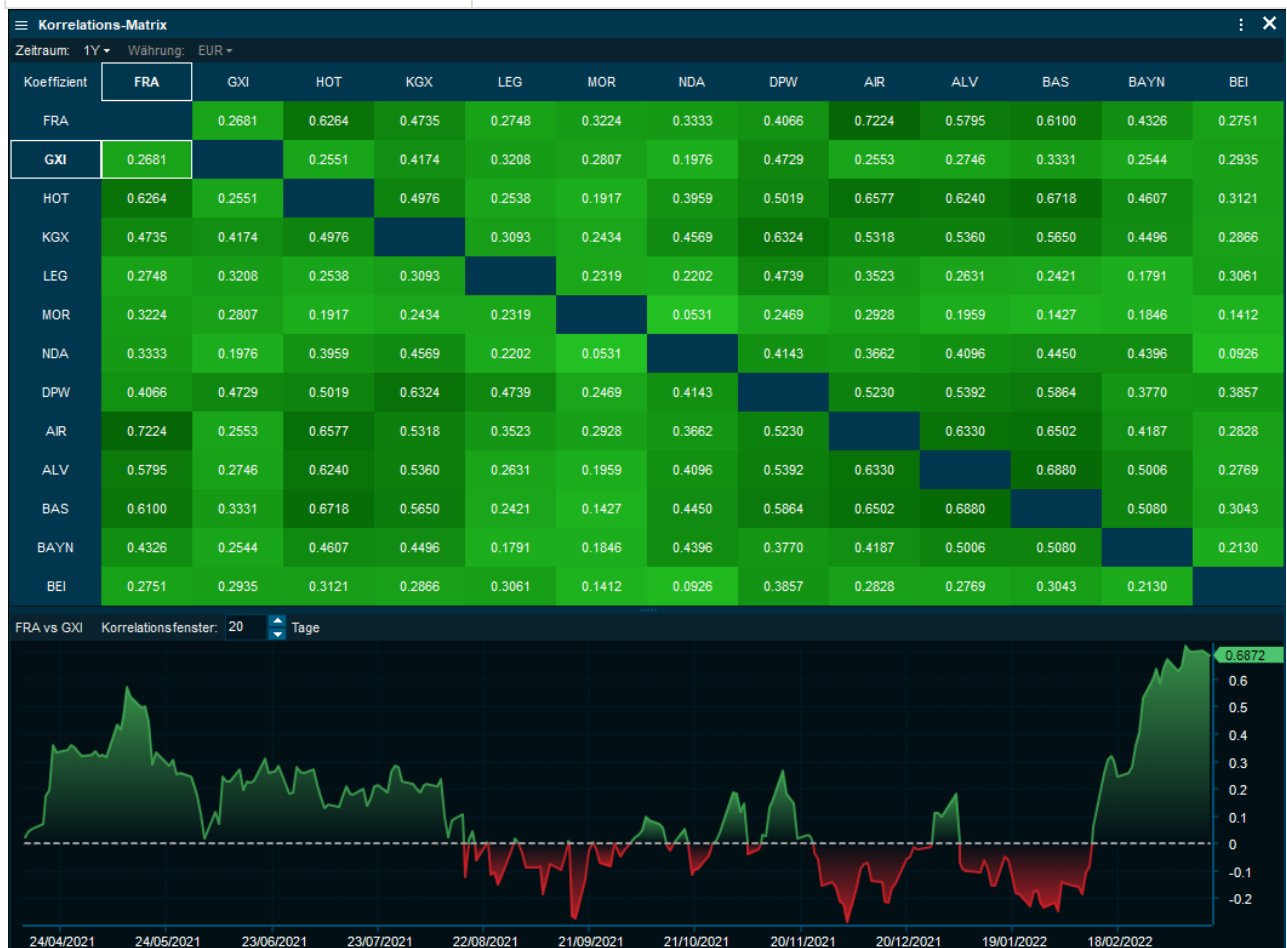 Korrelations-Matrix
Zeitraum: 1Y Währung: EUR
Koeffizient FRA GXI HOT KGX LEG MOR NDA DPW AIR ALV BAS BAYN BEI
FRA 0.2681 0.6264 0.4735 0.2748 0.3224 0.3333 0.4066 0.7224 0.5795 0.6100 0.4326 0.2751
GXI 0.2681 0.2551 0.4174 0.3208 0.2807 0.1976 0.4729 0.2553 0.2746 0.3331 0.2544 0.2935
HOT 0.6264 0.2551 0.4976 0.2538 0.1917 0.3959 0.5019 0.6577 0.6240 0.6718 0.4607 0.3121
KGX 0.4735 0.4174 0.4976 0.3093 0.2434 0.4569 0.6324 0.5318 0.5360 0.5650 0.4496 0.2866
LEG 0.2748 0.3208 0.2538 0.3093 0.2319 0.2202 0.4739 0.3523 0.2631 0.2421 0.1791 0.3061
MOR 0.3224 0.2807 0.1917 0.2434 0.2319 0.0531 0.2469 0.2928 0.1959 0.1427 0.1846 0.1412
NDA 0.3333 0.1976 0.3959 0.4569 0.2202 0.0531 0.4143 0.3662 0.4096 0.4450 0.4396 0.0926
DPW 0.4066 0.4729 0.5019 0.6324 0.4739 0.2469 0.4143 0.5230 0.5392 0.5864 0.3770 0.3857
AIR 0.7224 0.2553 0.6577 0.5318 0.3523 0.2928 0.3662 0.5230 0.6330 0.6502 0.4187 0.2828
ALV 0.5795 0.2746 0.6240 0.5360 0.2631 0.1959 0.4096 0.5392 0.6330 0.6880 0.5006 0.2769
BAS 0.6100 0.3331 0.6718 0.5650 0.2421 0.1427 0.4450 0.5864 0.6502 0.6880 0.5080 0.3043
BAYN 0.4326 0.2544 0.4607 0.4496 0.1791 0.1846 0.4396 0.3770 0.4187 0.5006 0.5080 0.2130
BEI 0.2751 0.2935 0.3121 0.2866 0.3061 0.1412 0.0926 0.3857 0.2828 0.2769 0.3043 0.2130
FRA vs GXI Korrelationsfenster: 20 Tage
0.6872
0.6
0.5
0.4
0.3
0.2
0.1
0
-0.1
-0.2
24/04/2021 24/05/2021 23/06/2021 23/07/2021 22/08/2021 21/09/2021 21/10/2021 20/11/2021 20/12/2021 19/01/2022 18/02/2022